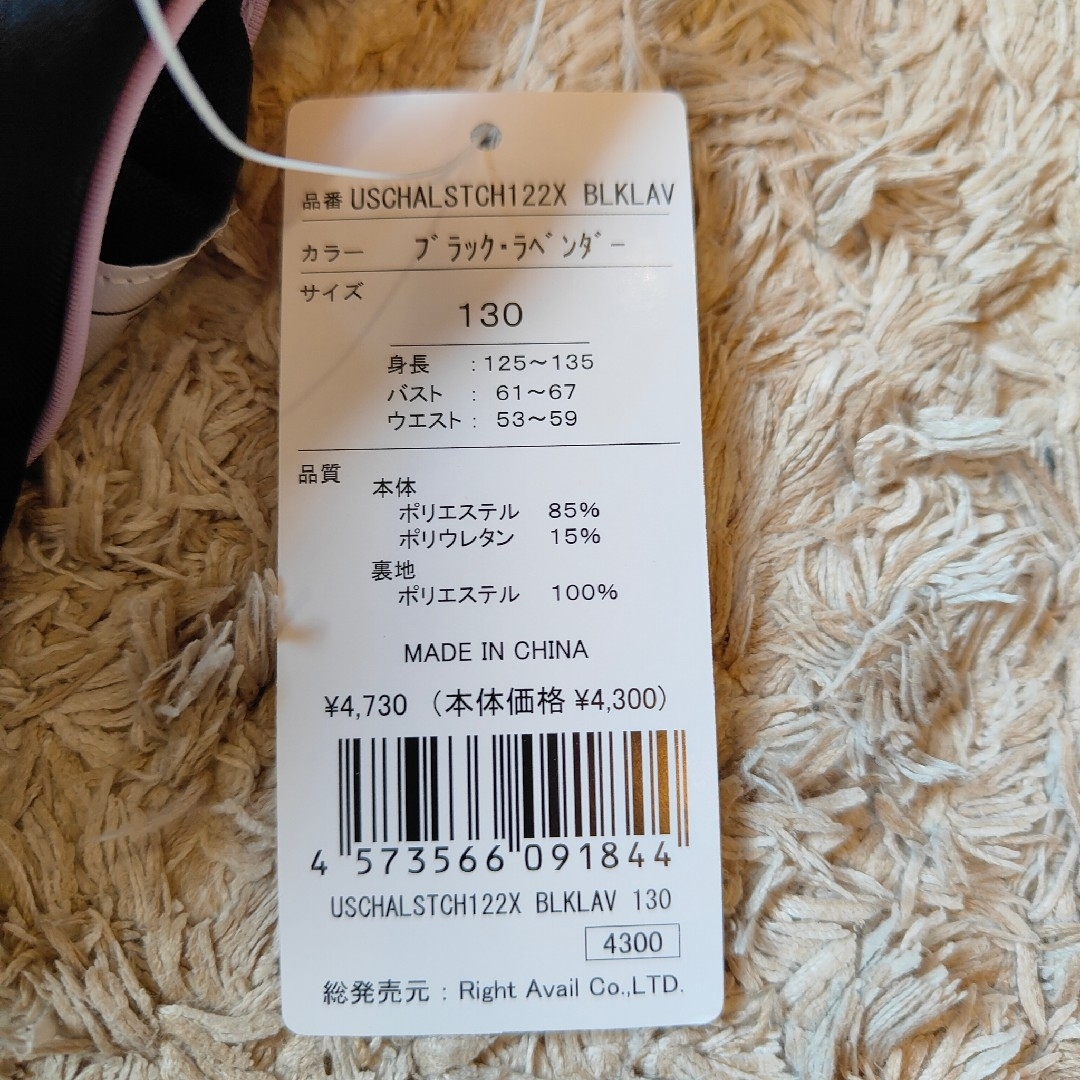 品番 USCHALSTCH122X BLKLAV
カラー ﾌﾞﾗｯｸ･ﾗﾍﾞﾝﾀﾞｰ
サイズ
130
身長 : 125～135
バスト : 61～67
ウエスト : 53～59
品質
本体
ポリエステル 85%
ポリウレタン 15%
裏地
ポリエステル 100%
MADE IN CHINA
¥4,730 （本体価格 ¥4,300）
4 573566 091844
USCHALSTCH122X BLKLAV 130
4300
総発売元 : Right Avail Co.,LTD.